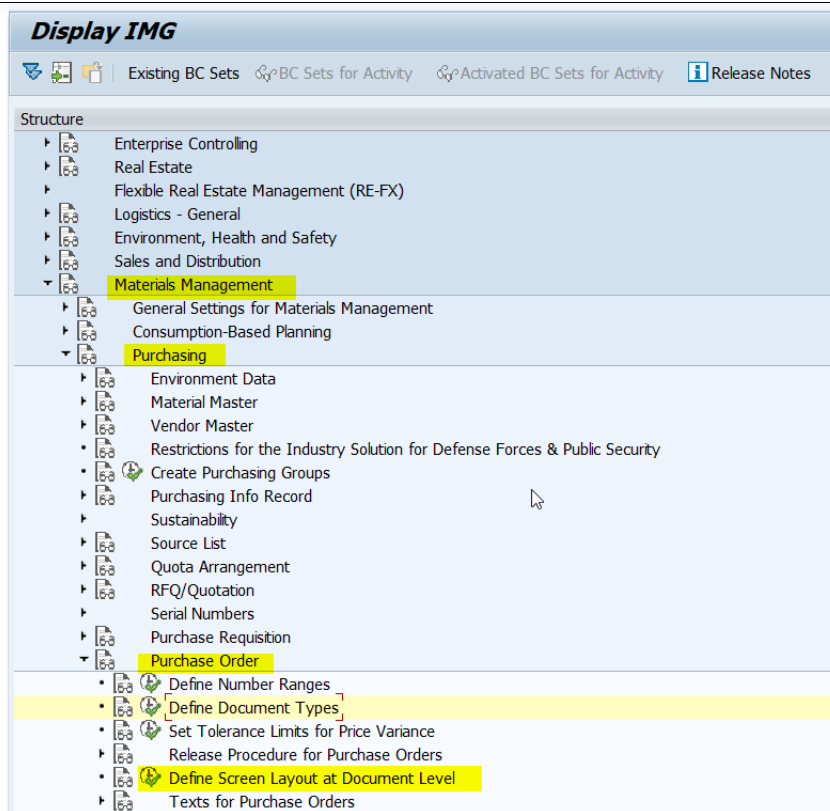 Display IMG
Existing BC Sets BC Sets for Activity Activated BC Sets for Activity Release Notes
Structure
Enterprise Controlling
Real Estate
Flexible Real Estate Management (RE-FX)
Logistics - General
Environment, Health and Safety
Sales and Distribution
Materials Management
General Settings for Materials Management
Consumption-Based Planning
Purchasing
Environment Data
Material Master
Vendor Master
Restrictions for the Industry Solution for Defense Forces & Public Security
Create Purchasing Groups
Purchasing Info Record
Sustainability
Source List
Quota Arrangement
RFQ/Quotation
Serial Numbers
Purchase Requisition
Purchase Order
Define Number Ranges
Define Document Types
Set Tolerance Limits for Price Variance
Release Procedure for Purchase Orders
Define Screen Layout at Document Level
Texts for Purchase Orders